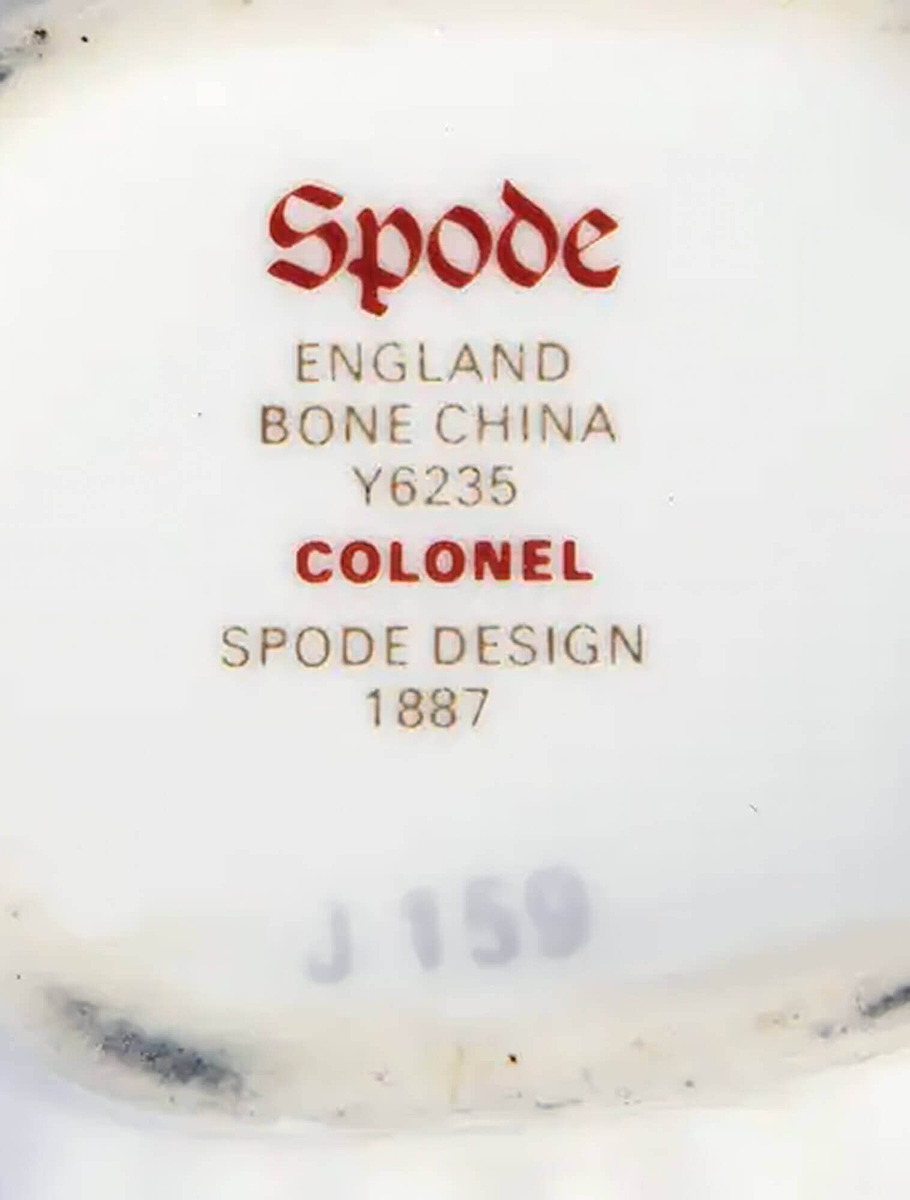 Spode
ENGLAND
BONE CHINA
Y6235
COLONEL
SPODE DESIGN
1887
J 159